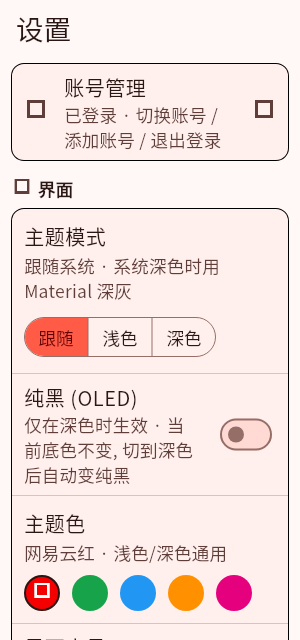 设置
账号管理
已登录 · 切换账号 /
添加账号 / 退出登录
界面
主题模式
跟随系统 · 系统深色时用
Material 深灰
跟随 浅色 深色
纯黑 (OLED)
仅在深色时生效 · 当
前底色不变, 切到深色
后自动变纯黑
主题色
网易云红 · 浅色/深色通用